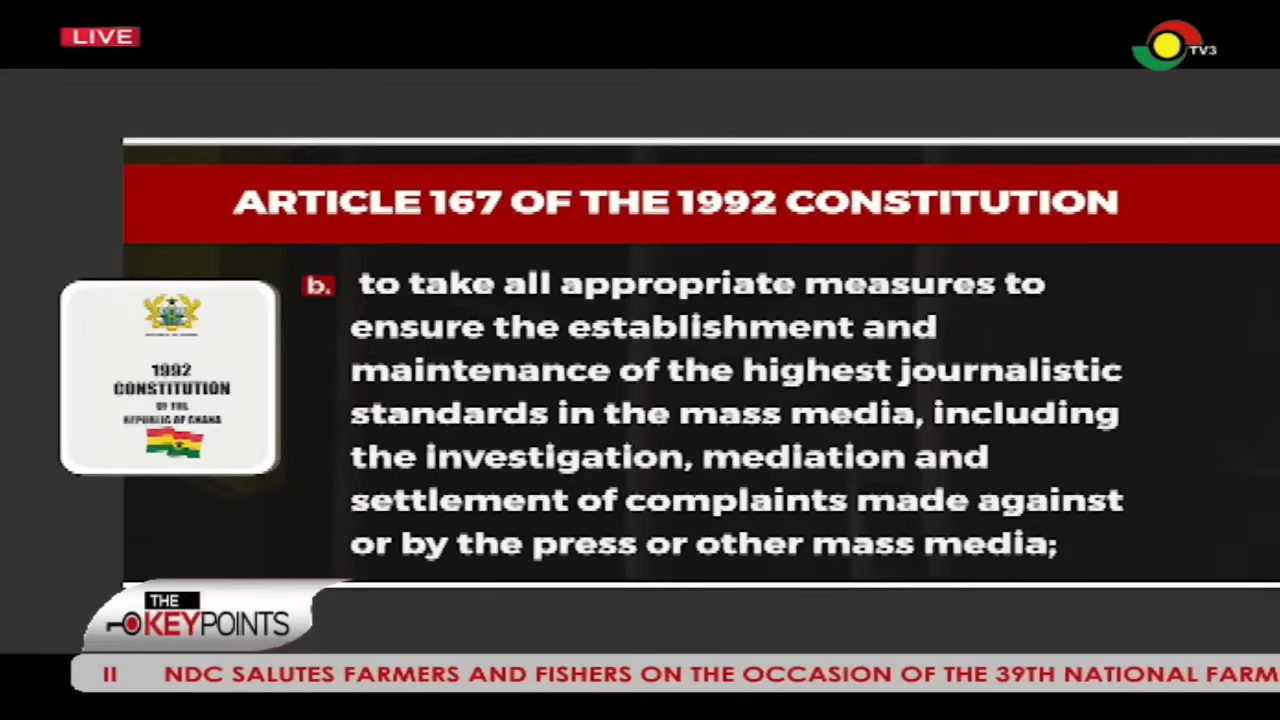 LIVE
TV3
ARTICLE 167 OF THE 1992 CONSTITUTION
b. to take all appropriate measures to
ensure the establishment and
maintenance of the highest journalistic
standards in the mass media, including
the investigation, mediation and
settlement of complaints made against
or by the press or other mass media;
1992
CONSTITUTION
OF THE
REPUBLIC OF GHANA
THE
KEYPOINTS
II NDC SALUTES FARMERS AND FISHERS ON THE OCCASION OF THE 39TH NATIONAL FARM